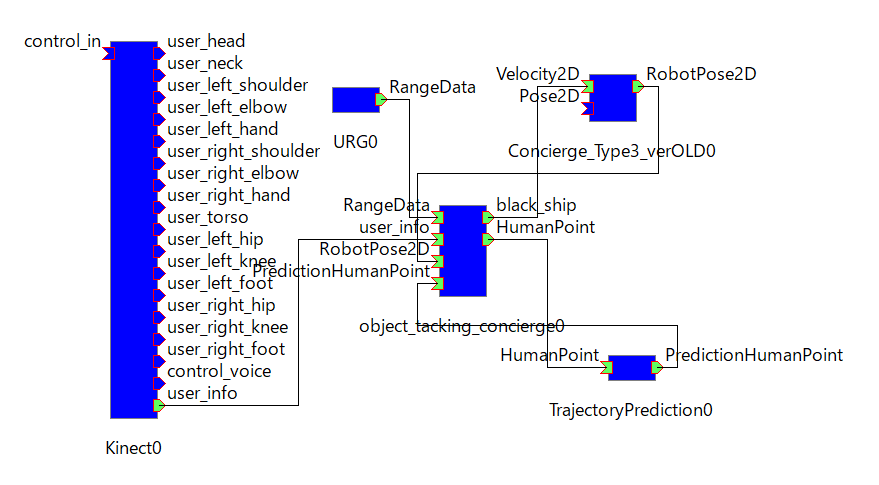 control_in
user_head
user_neck
user_left_shoulder
user_left_elbow
user_left_hand
user_right_shoulder
user_right_elbow
user_right_hand
user_torso
user_left_hip
user_left_knee
user_left_foot
user_right_hip
user_right_knee
user_right_foot
control_voice
user_info
Kinect0
RangeData
URG0
Velocity2D
Pose2D
RobotPose2D
Concierge_Type3_verOLD0
RangeData
user_info
RobotPose2D
PredictionHumanPoint
black_ship
HumanPoint
object_tacking_concierge0
HumanPoint
PredictionHumanPoint
TrajectoryPrediction0